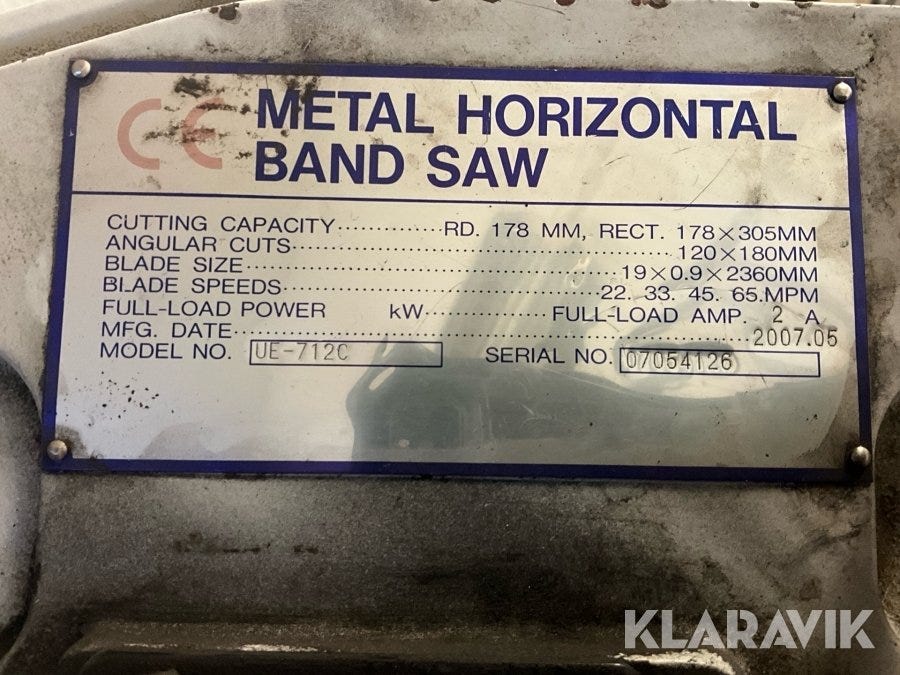 CE METAL HORIZONTAL
BAND SAW
CUTTING CAPACITY··············RD. 178 MM, RECT. 178×305MM
ANGULAR CUTS·······················120×180MM
BLADE SIZE·······················19×0.9×2360MM
BLADE SPEEDS·······················22. 33. 45. 65.MPM
FULL-LOAD POWER kW··············FULL-LOAD AMP. 2 A
MFG. DATE·······················2007.05
MODEL NO. UE-712C SERIAL NO. 07054126
KLARAVIK